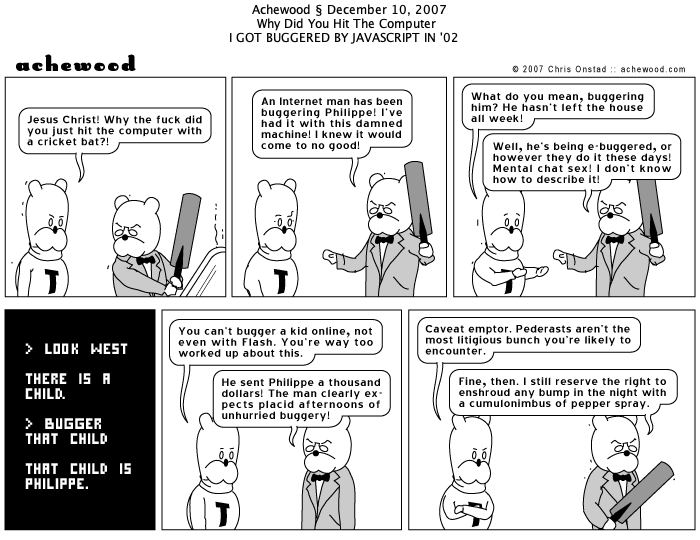 Achewood § December 10, 2007
Why Did You Hit The Computer
I GOT BUGGERED BY JAVASCRIPT IN '02
achewood
© 2007 Chris Onstad :: achewood.com
Jesus Christ! Why the fuck did
you just hit the computer with
a cricket bat?!
T
An Internet man has been
buggering Philippe! I've
had it with this damned
machine! I knew it would
come to no good!
T
What do you mean, buggering
him? He hasn't left the house
all week!
Well, he's being e-buggered, or
however they do it these days!
Mental chat sex! I don't know
how to describe it!
T
> LOOK WEST
THERE IS A
CHILD.
> BUGGER
THAT CHILD
THAT CHILD IS
PHILIPPE.
You can't bugger a kid online, not
even with Flash. You're way too
worked up about this.
He sent Philippe a thousand
dollars! The man clearly ex-
pects placid afternoons of
unhurried buggery!
T
Caveat emptor. Pederasts aren't the
most litigious bunch you're likely to
encounter.
Fine, then. I still reserve the right to
enshroud any bump in the night with
a cumulonimbus of pepper spray.
T